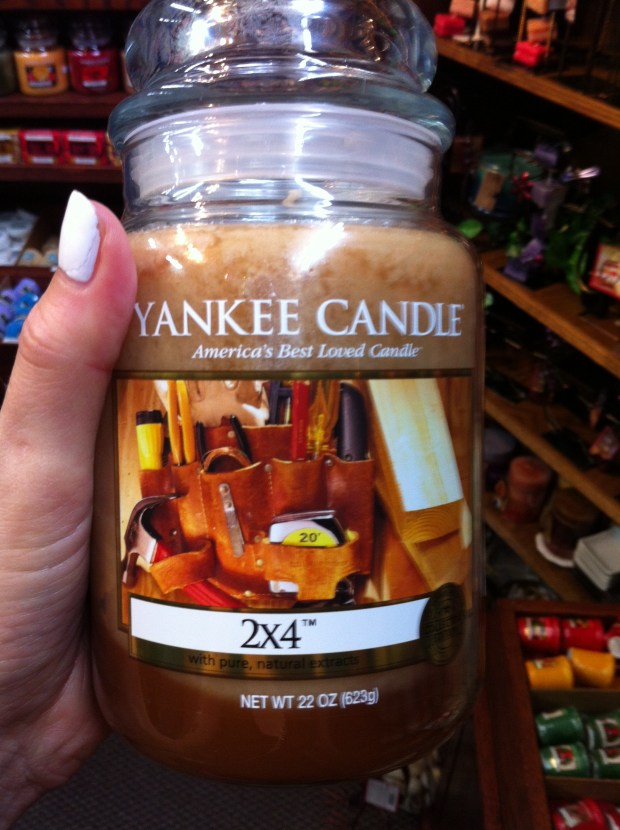 YANKEE CANDLE
America's Best Loved Candle
20'
2x4™
with pure, natural extracts
NET WT 22 OZ (623g)